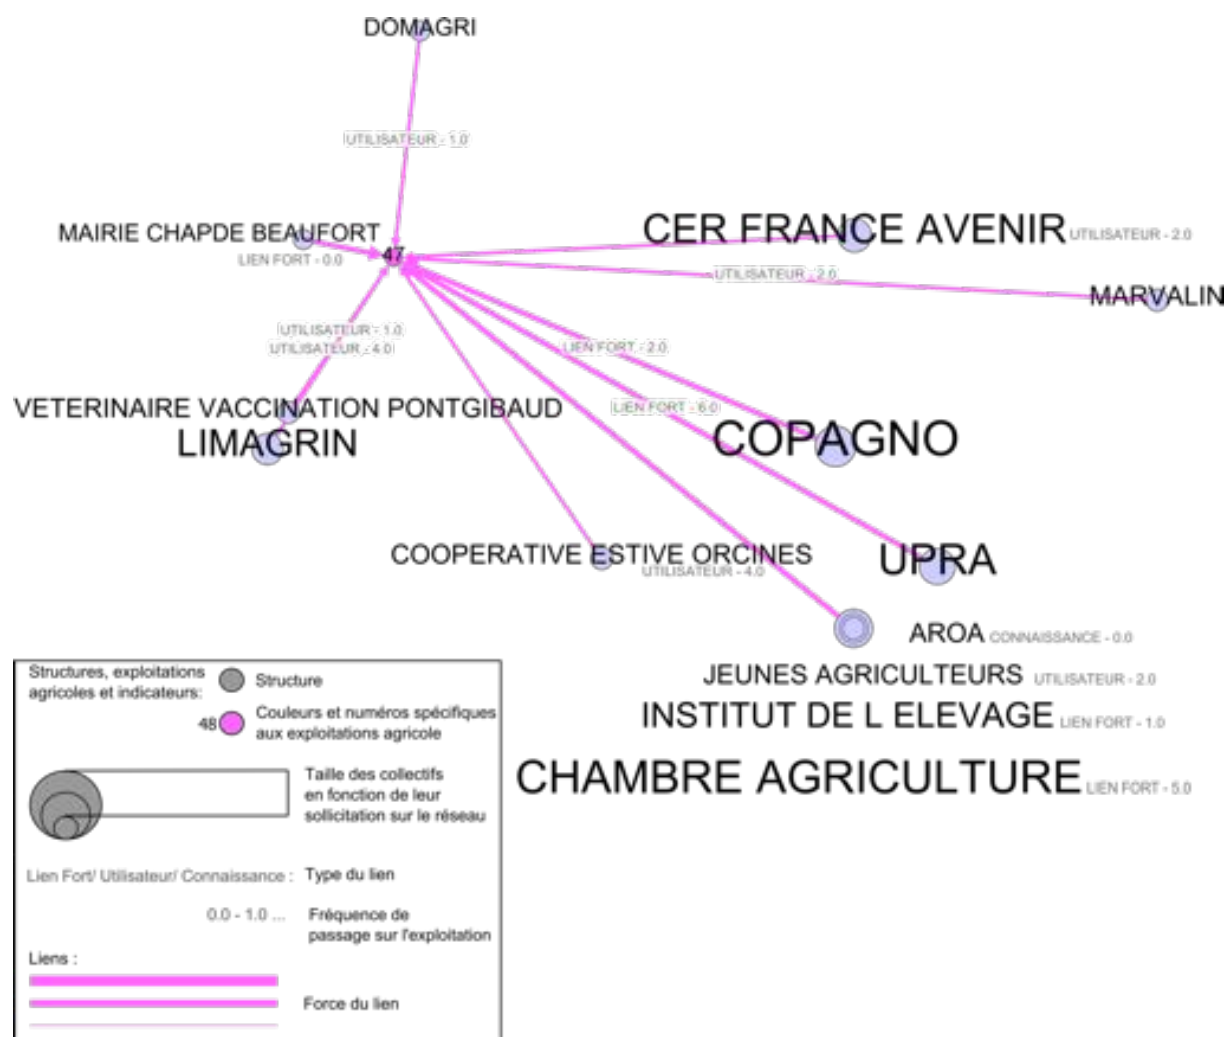 DOMAGRI
UTILISATEUR - 1.0
MAIRIE CHAPDE BEAUFORT
LIEN FORT - 0.0
47
CER FRANCE AVENIR UTILISATEUR - 2.0
UTILISATEUR - 2.0
MARVALIN
UTILISATEUR - 1.0
UTILISATEUR - 4.0
LIEN FORT - 2.0
LIEN FORT - 6.0
VETERINAIRE VACCINATION PONTGIBAUD
LIMAGRIN
COPAGNO
COOPERATIVE ESTIVE ORCINES
UTILISATEUR - 4.0
UPRA
AROA CONNAISSANCE - 0.0
JEUNES AGRICULTEURS UTILISATEUR - 2.0
INSTITUT DE L ELEVAGE LIEN FORT - 1.0
CHAMBRE AGRICULTURE LIEN FORT - 5.0
Structures, exploitations
agricoles et indicateurs:
Structure
48
Couleurs et numéros spécifiques
aux exploitations agricole
Taille des collectifs
en fonction de leur
sollicitation sur le réseau
Lien Fort/ Utilisateur/ Connaissance : Type du lien
0.0 - 1.0 ... Fréquence de
passage sur l'exploitation
Liens :
Force du lien